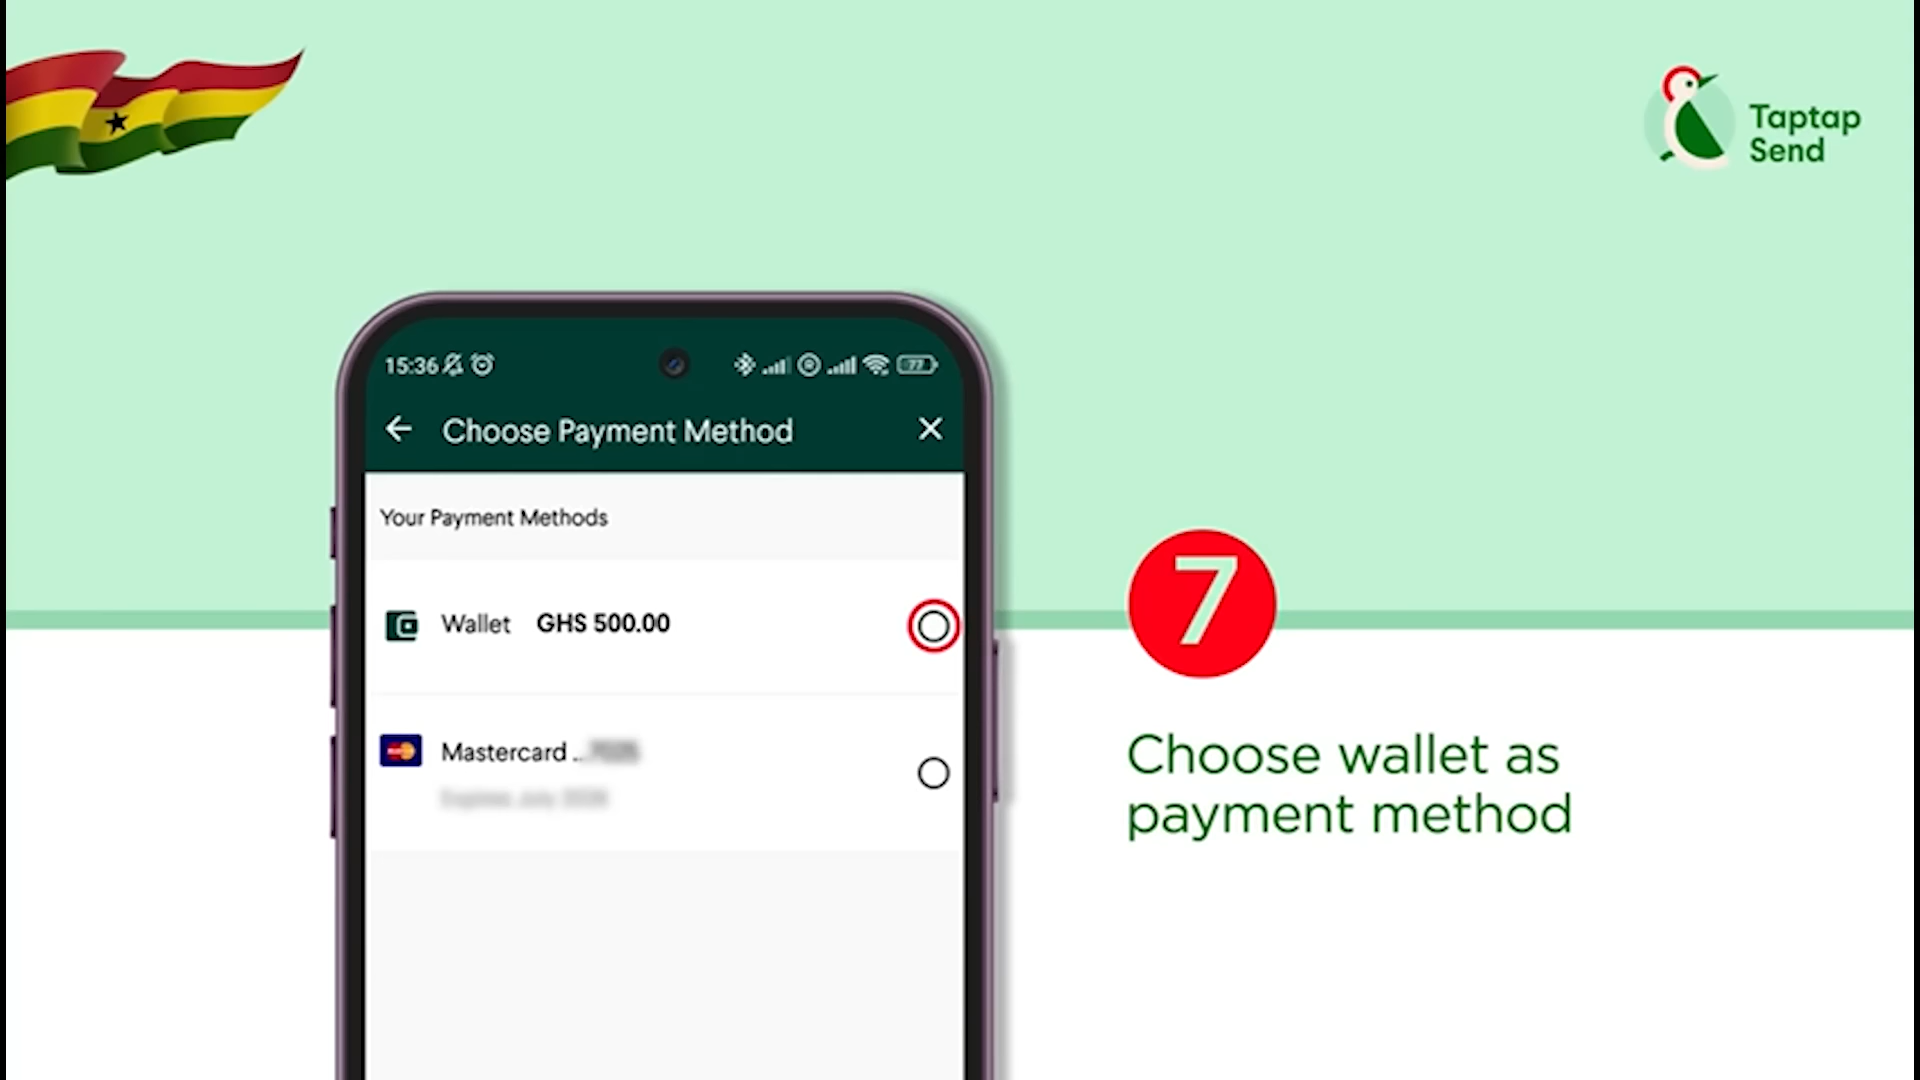 Taptap
Send
15:36
77
Choose Payment Method
Your Payment Methods
Wallet GHS 500.00
Mastercard ..
7
Choose wallet as
payment method